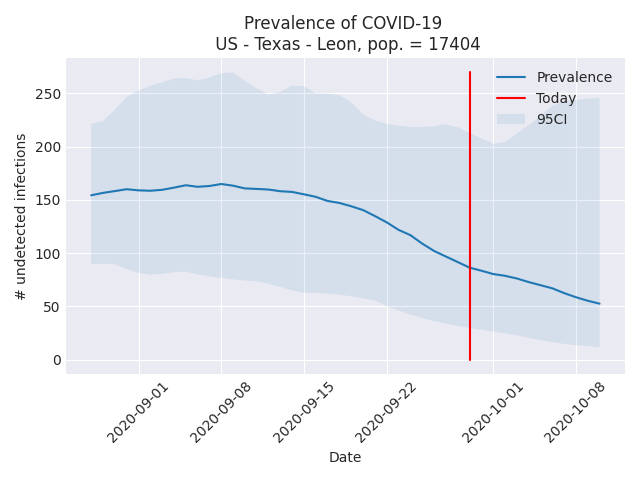 Prevalence of COVID-19
US - Texas - Leon, pop. = 17404
Prevalence
Today
95CI
# undetected infections
250
200
150
100
50
0
2020-09-01
2020-09-08
2020-09-15
2020-09-22
2020-10-01
2020-10-08
Date